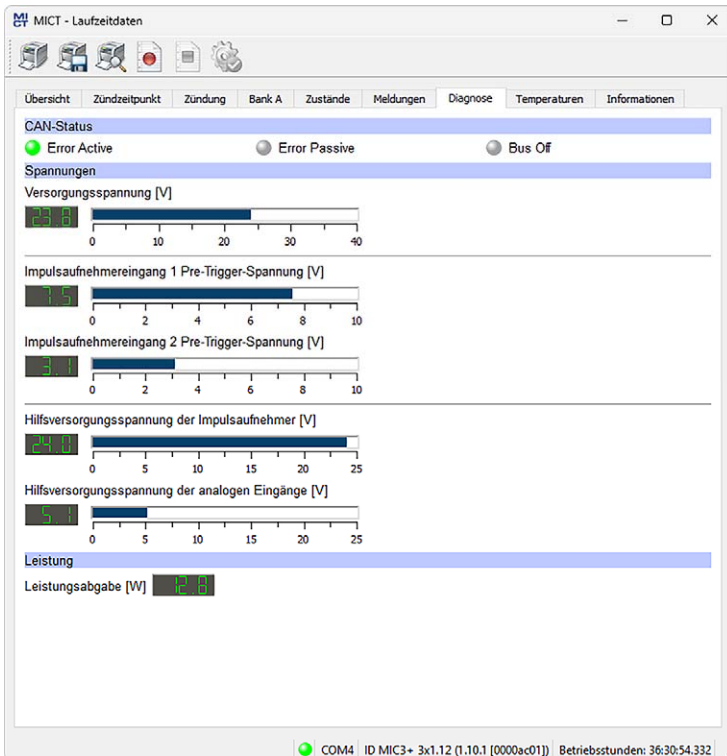 MICT - Laufzeitdaten
Übersicht Zündzeitpunkt Zündung Bank A Zustände Meldungen Diagnose Temperaturen Informationen
CAN-Status
Error Active Error Passive Bus Off
Spannungen
Versorgungsspannung [V]
23.8
0 10 20 30 40
Impulsaufnehmereingang 1 Pre-Trigger-Spannung [V]
7.5
0 2 4 6 8 10
Impulsaufnehmereingang 2 Pre-Trigger-Spannung [V]
3.1
0 2 4 6 8 10
Hilfsversorgungsspannung der Impulsaufnehmer [V]
24.0
0 5 10 15 20 25
Hilfsversorgungsspannung der analogen Eingänge [V]
5.1
0 5 10 15 20 25
Leistung
Leistungsabgabe [W] 12.8
COM4 ID MIC3+ 3x1.12 (1.10.1 [0000ac01]) Betriebsstunden: 36:30:54.332